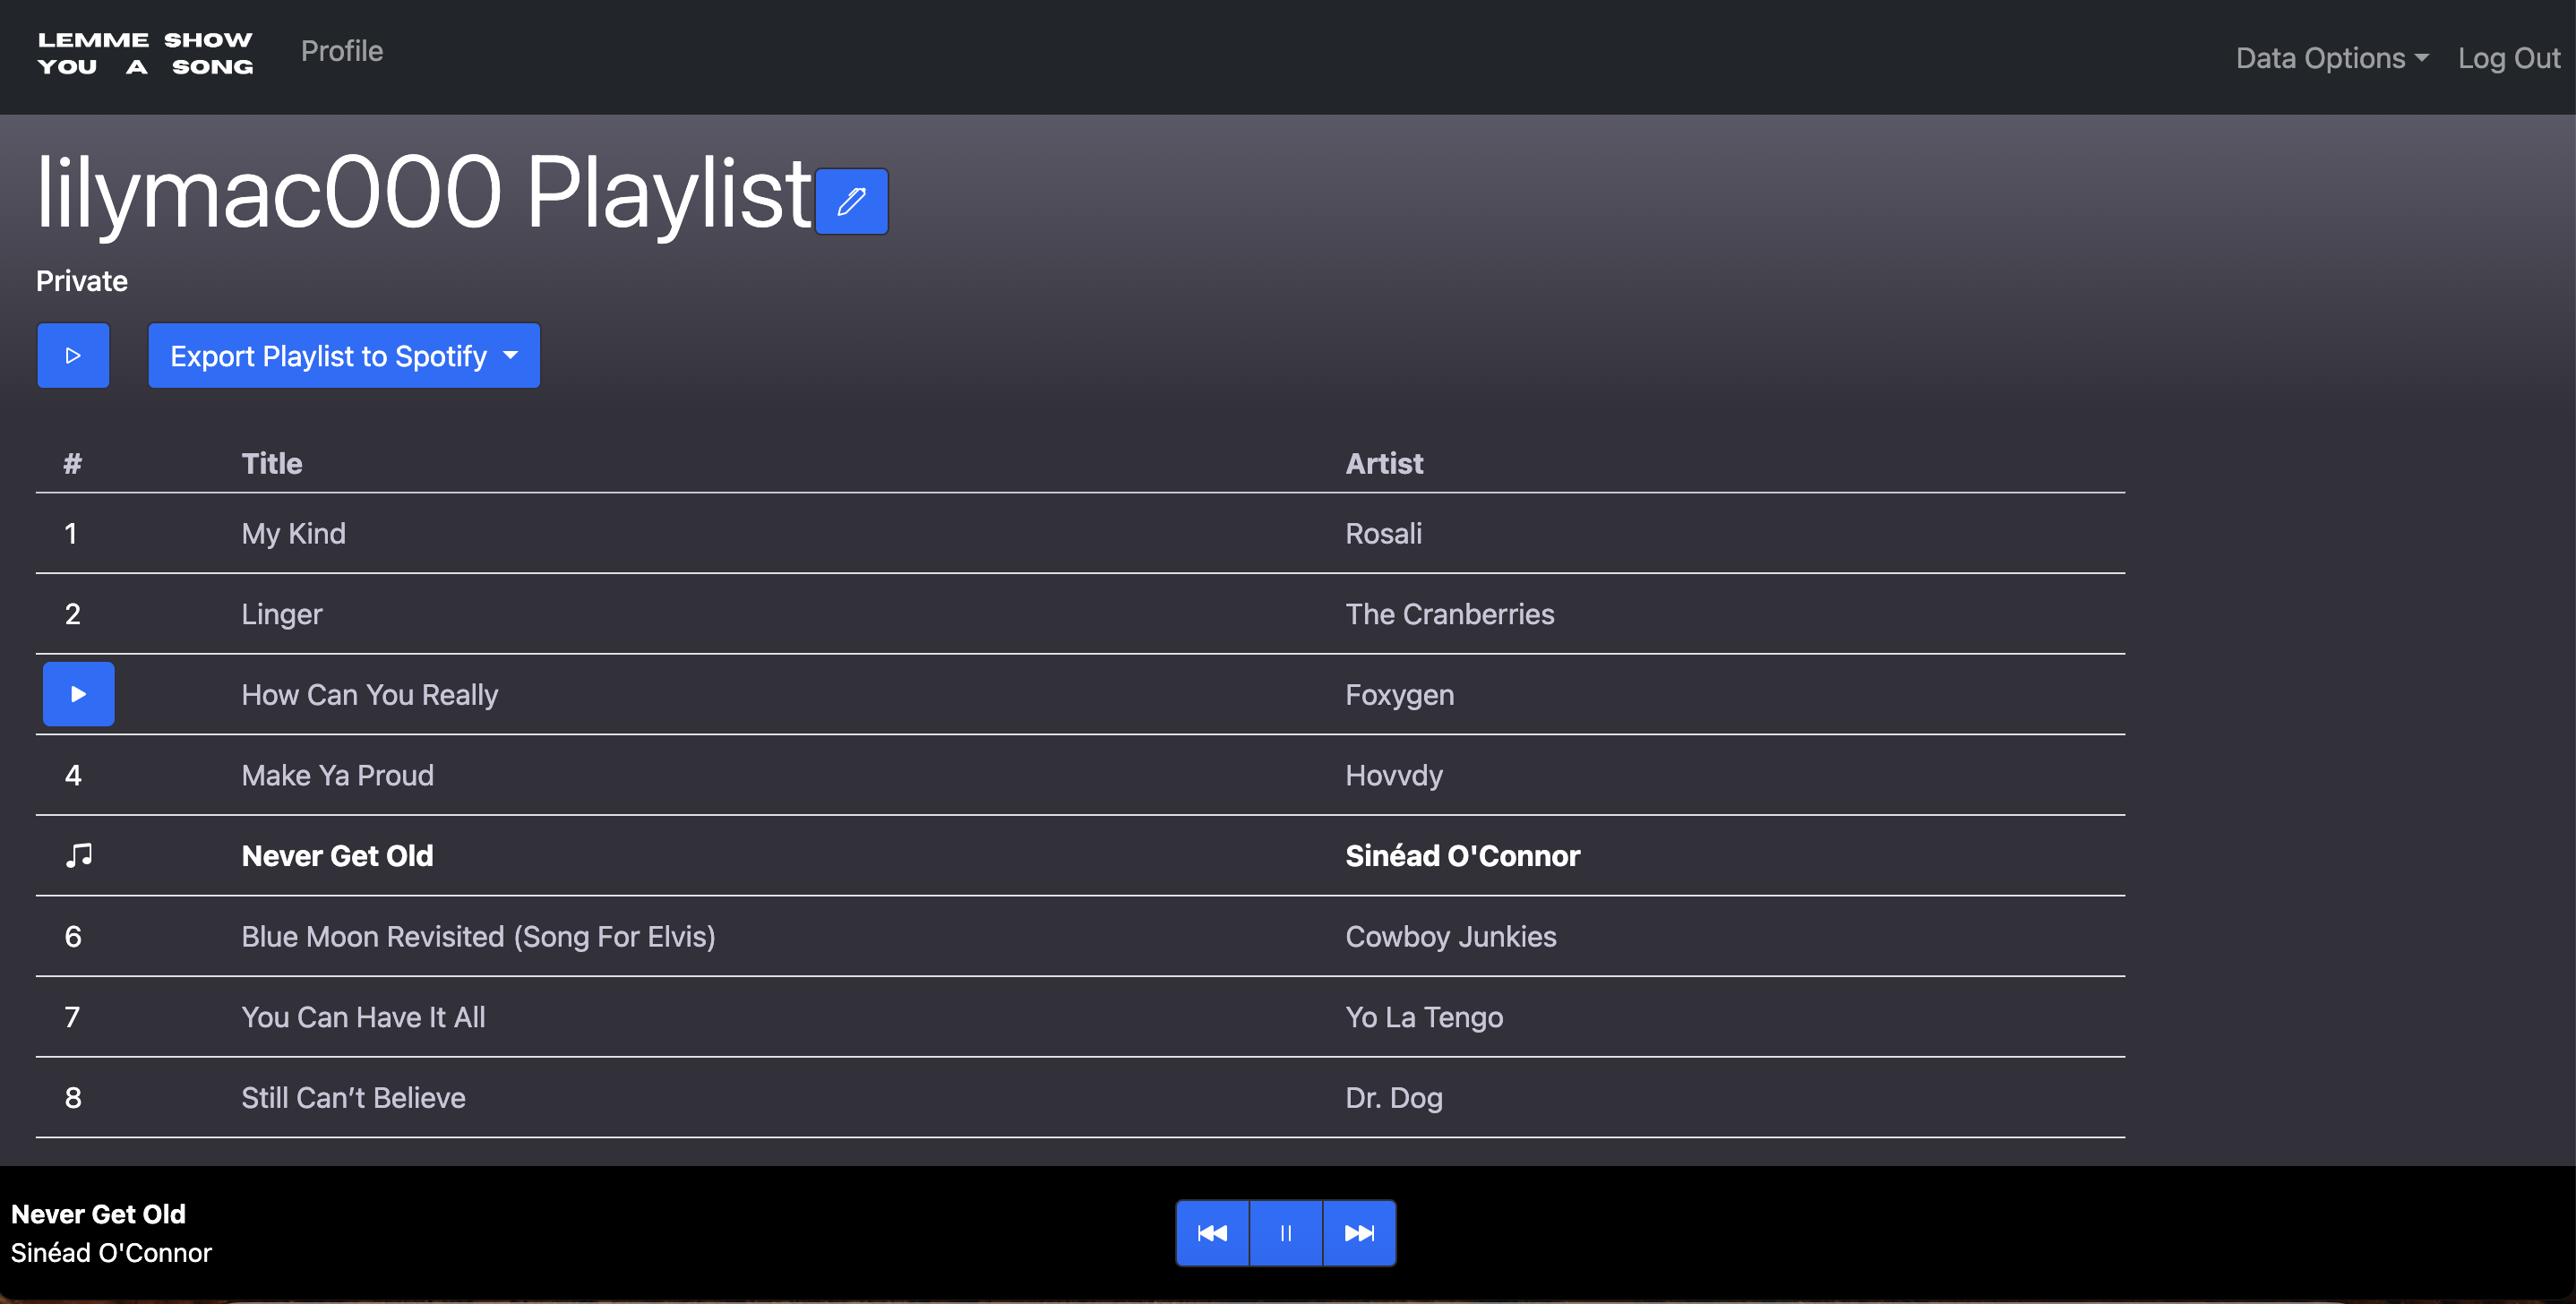 LEMME SHOW
YOU A SONG
Profile
Data Options
Log Out
lilymac000 Playlist
Private
Export Playlist to Spotify
# Title Artist
1 My Kind Rosali
2 Linger The Cranberries
How Can You Really Foxygen
4 Make Ya Proud Hovvdy
Never Get Old Sinéad O'Connor
6 Blue Moon Revisited (Song For Elvis) Cowboy Junkies
7 You Can Have It All Yo La Tengo
8 Still Can’t Believe Dr. Dog
Never Get Old
Sinéad O'Connor